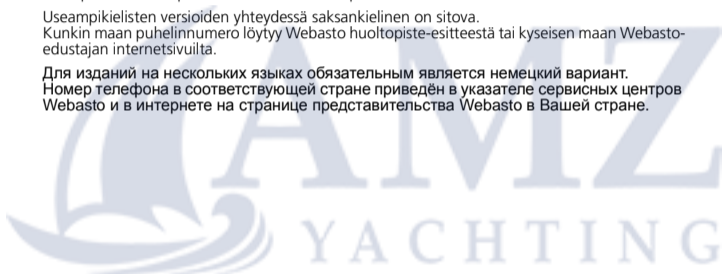 Useampikielisten versioiden yhteydessä saksankielinen on sitova.
Kunkin maan puhelinnumero löytyy Webasto huoltopiste-esitteestä tai kyseisen maan Webasto-
edustajan internetsivuilta.
Для изданий на нескольких языках обязательным является немецкий вариант.
Номер телефона в соответствующей стране приведён в указателе сервисных центров
Webasto и в интернете на странице представительства Webasto в Вашей стране.
AMZ
YACHTING